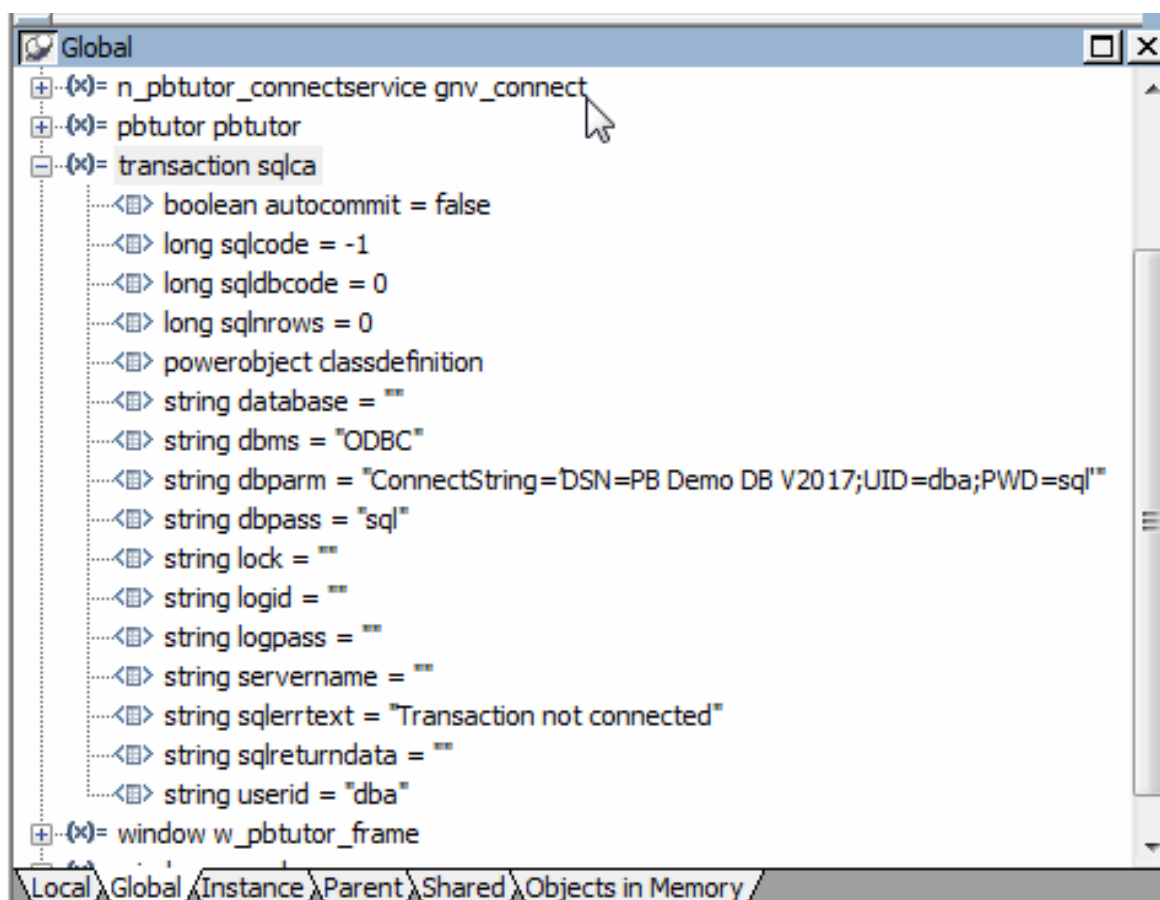 Global
(x)= n_pbtutor_connectservice gnv_connect
(x)= pbtutor pbtutor
(x)= transaction sqlca
boolean autocommit = false
long sqlcode = -1
long sqldbcode = 0
long sqlnrows = 0
powerobject classdefinition
string database = ""
string dbms = "ODBC"
string dbparm = "ConnectString='DSN=PB Demo DB V2017;UID=dba;PWD=sql'"
string dbpass = "sql"
string lock = ""
string logid = ""
string logpass = ""
string servername = ""
string sqlerrtext = "Transaction not connected"
string sqlreturndata = ""
string userid = "dba"
(x)= window w_pbtutor_frame
Local Global Instance Parent Shared Objects in Memory